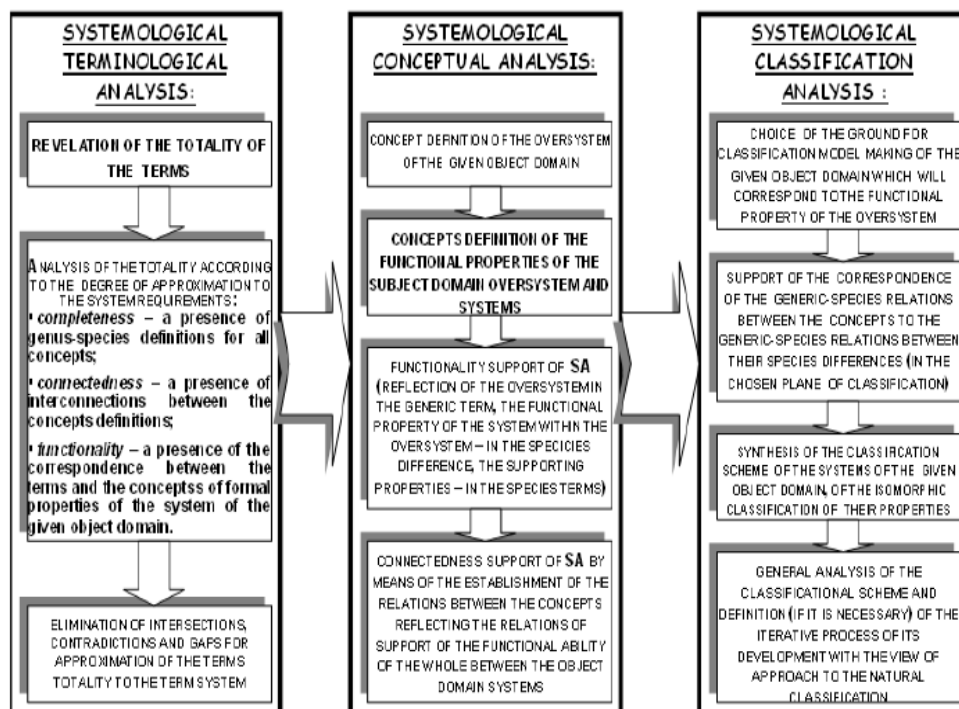 SYSTEMOLOGICAL
TERMINOLOGICAL
ANALYSIS:
REVELATION OF THE TOTALITY OF
THE TERMS
ANALYSIS OF THE TOTALITY ACCORDING
TO THE DEGREE OF APPROXIMATION
TO THE SYSTEM REQUIREMENTS:
• completeness – a presence of
genus-species definitions for all
concepts;
• connectedness – a presence of
interconnections between the
concepts definitions;
• functionality – a presence of the
correspondence between the
terms and the conceptss of formal
properties of the system of the
given object domain.
ELIMINATION OF INTERSECTIONS,
CONTRADICTIONS AND GAPS FOR
APPROXIMATION OF THE TERMS
TOTALITY TO THE TERM SYSTEM
SYSTEMOLOGICAL
CONCEPTUAL ANALYSIS:
CONCEPT DEFINITION OF THE OVERSYSTEM
OF THE GIVEN OBJECT DOMAIN
CONCEPTS DEFINITION OF THE
FUNCTIONAL PROPERTIES OF THE
SUBJECT DOMAIN OVERSYSTEM AND
SYSTEMS
FUNCTIONALITY SUPPORT OF SA
(REFLECTION OF THE OVERSYSTEM IN
THE GENERIC TERM, THE FUNCTIONAL
PROPERTY OF THE SYSTEM WITHIN THE
OVERSYSTEM – IN THE SPECICIES
DIFFERENCE, THE SUPPORTING
PROPERTIES – IN THE SPECIES TERMS)
CONNECTEDNESS SUPPORT OF SA BY
MEANS OF THE ESTABLISHMENT OF THE
RELATIONS BETWEEN THE CONCEPTS
REFLECTING THE RELATIONS OF
SUPPORT OF THE FUNCTIONAL ABILITY
OF THE WHOLE BETWEEN THE OBJECT
DOMAIN SYSTEMS
SYSTEMOLOGICAL
CLASSIFICATION
ANALYSIS :
CHOICE OF THE GROUND FOR
CLASSIFICATION MODEL MAKING OF THE
GIVEN OBJECT DOMAIN WHICH WILL
CORRESPOND TO THE FUNCTIONAL
PROPERTY OF THE OVERSYSTEM
SUPPORT OF THE CORRESPONDENCE
OF THE GENERIC-SPECIES RELATIONS
BETWEEN THE CONCEPTS TO THE
GENERIC-SPECIES RELATIONS BETWEEN
THEIR SPECIES DIFFERENCES (IN THE
CHOSEN PLANE OF CLASSIFICATION)
SYNTHESIS OF THE CLASSIFICATION
SCHEME OF THE SYSTEMS OF THE GIVEN
OBJECT DOMAIN, OF THE ISOMORPHIC
CLASSIFICATION OF THEIR PROPERTIES
GENERAL ANALYSIS OF THE
CLASSIFICATIONAL SCHEME AND
DEFINITION (IF IT IS NECESSARY) OF THE
ITERATIVE PROCESS OF ITS
DEVELOPMENT WITH THE VIEW OF
APPROACH TO THE NATURAL
CLASSIFICATION